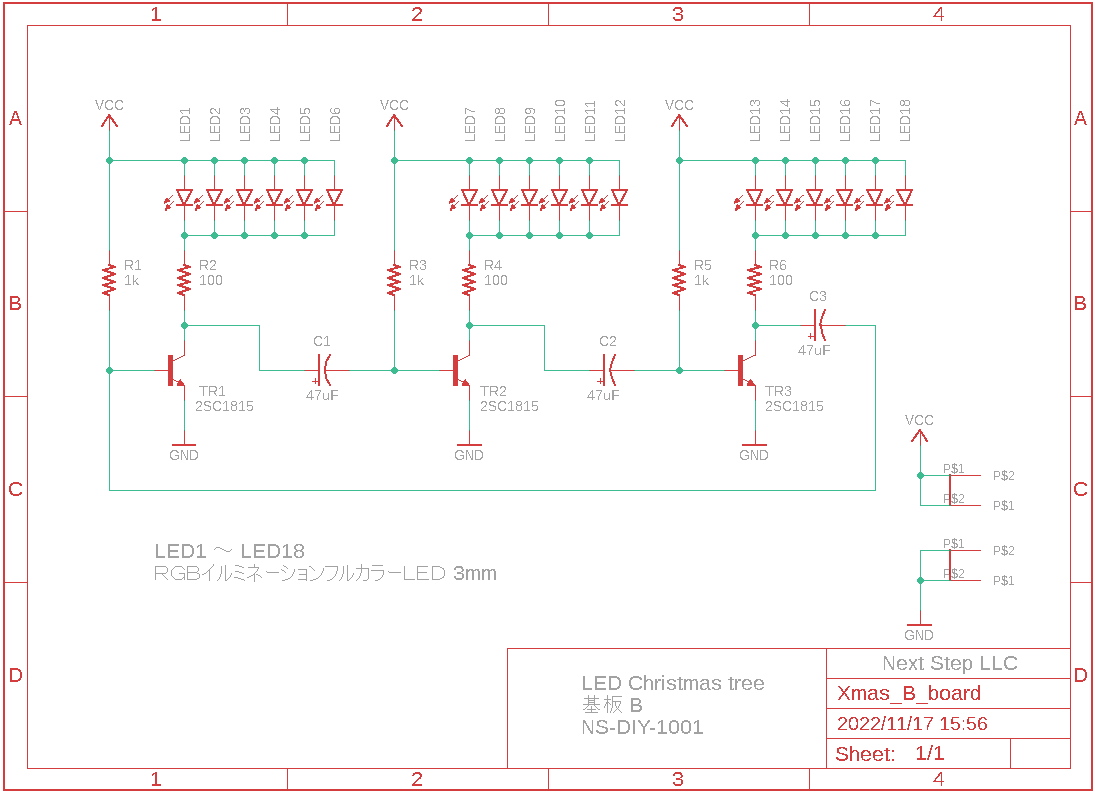 1 2 3 4
A A
VCC LED1 LED2 LED3 LED4 LED5 LED6 VCC LED7 LED8 LED9 LED10 LED11 LED12 VCC LED13 LED14 LED15 LED16 LED17 LED18
R1 R2 R3 R4 R5 R6
1k 100 1k 100 1k 100
B B
C3
+
47uF
C1 C2
+ +
TR1 47uF TR2 47uF TR3
2SC1815 2SC1815 2SC1815
GND GND GND
VCC
P$1 P$2
C C
P$2 P$1
LED1 ～ LED18
RGBイルミネーションフルカラーLED 3mm
P$1 P$2
P$2 P$1
GND
D D
LED Christmas tree
基板 B
NS-DIY-1001
Next Step LLC
Xmas_B_board
2022/11/17 15:56
Sheet: 1/1
1 2 3 4